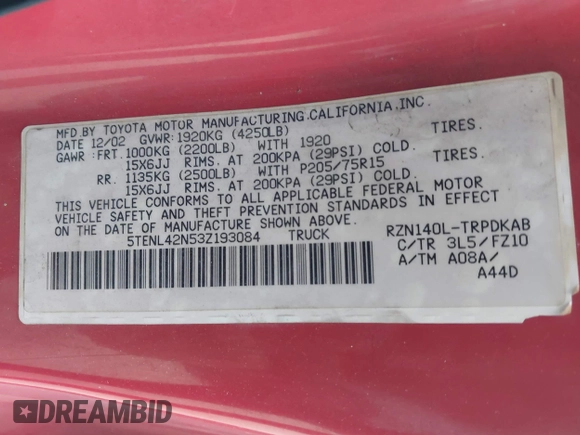 MFD.BY TOYOTA MOTOR MANUFACTURING,CALIFORNIA,INC.
DATE 12/02 GVWR:1920KG (4250LB)
GAWR:FRT.1000KG (2200LB) WITH 1920 TIRES.
15X6JJ RIMS. AT 200KPA (29PSI) COLD.
RR. 1135KG (2500LB) WITH P205/75R15 TIRES.
15X6JJ RIMS. AT 200KPA (29PSI) COLD.
THIS VEHICLE CONFORMS TO ALL APPLICABLE FEDERAL MOTOR
VEHICLE SAFETY AND THEFT PREVENTION STANDARDS IN EFFECT
ON THE DATE OF MANUFACTURE SHOWN ABOVE.
5TENL42N53Z193084 TRUCK RZN140L-TRPDKAB
C/TR 3L5/FZ10
A/TM A08A/
A44D
DREAMBID